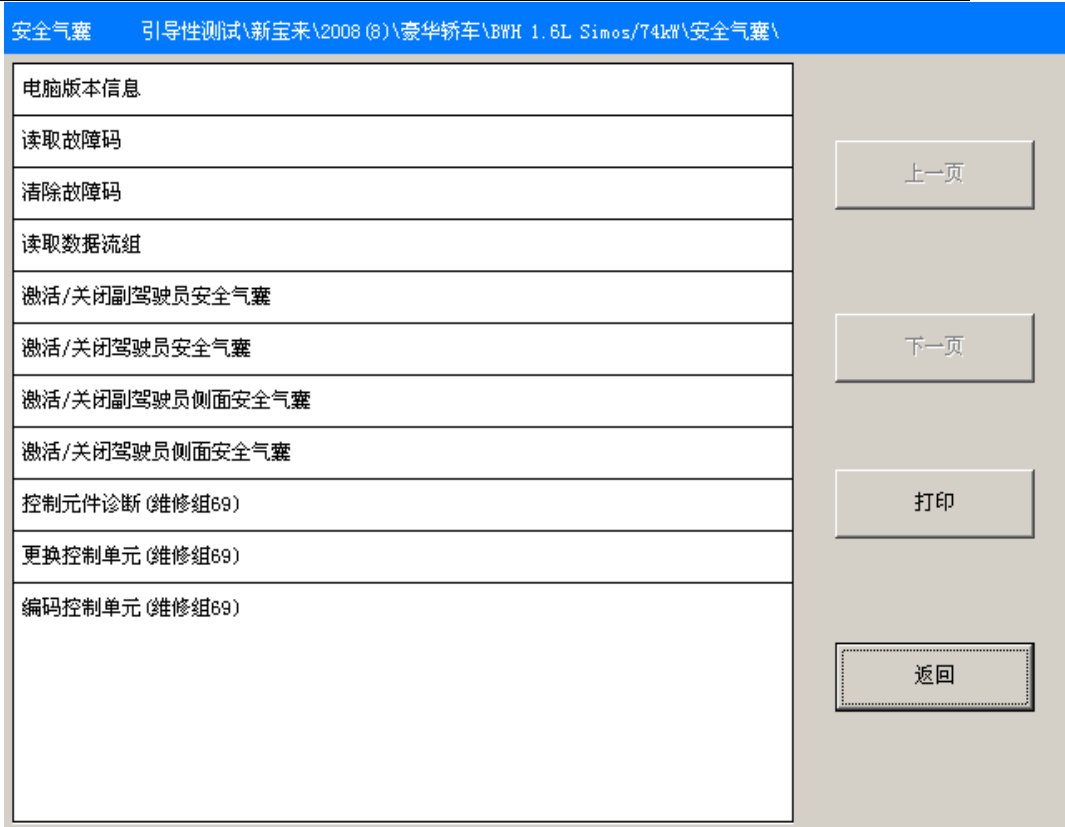 安全气囊 引导性测试\新宝来\2008(8)\豪华轿车\BWH 1.6L Simos/74kW\安全气囊\
电脑版本信息
读取故障码
清除故障码
读取数据流组
激活/关闭副驾驶员安全气囊
激活/关闭驾驶员安全气囊
激活/关闭副驾驶员侧面安全气囊
激活/关闭驾驶员侧面安全气囊
控制元件诊断(维修组69)
更换控制单元(维修组69)
编码控制单元(维修组69)
上一页
下一页
打印
返回